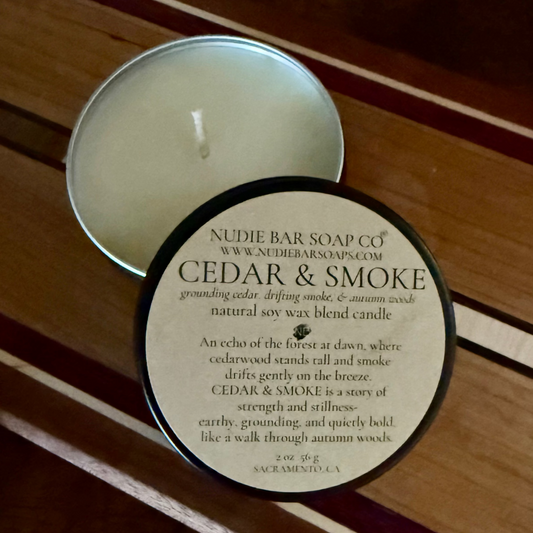 NUDIE BAR SOAP CO®
WWW.NUDIEBARSOAPS.COM
CEDAR & SMOKE
grounding cedar, drifting smoke, & autumn woods
natural soy wax blend candle
An echo of the forest at dawn, where
cedarwood stands tall and smoke
drifts gently on the breeze.
CEDAR & SMOKE is a story of
strength and stillness-
earthy, grounding, and quietly bold,
like a walk through autumn woods.
2 oz 56 g
SACRAMENTO, CA